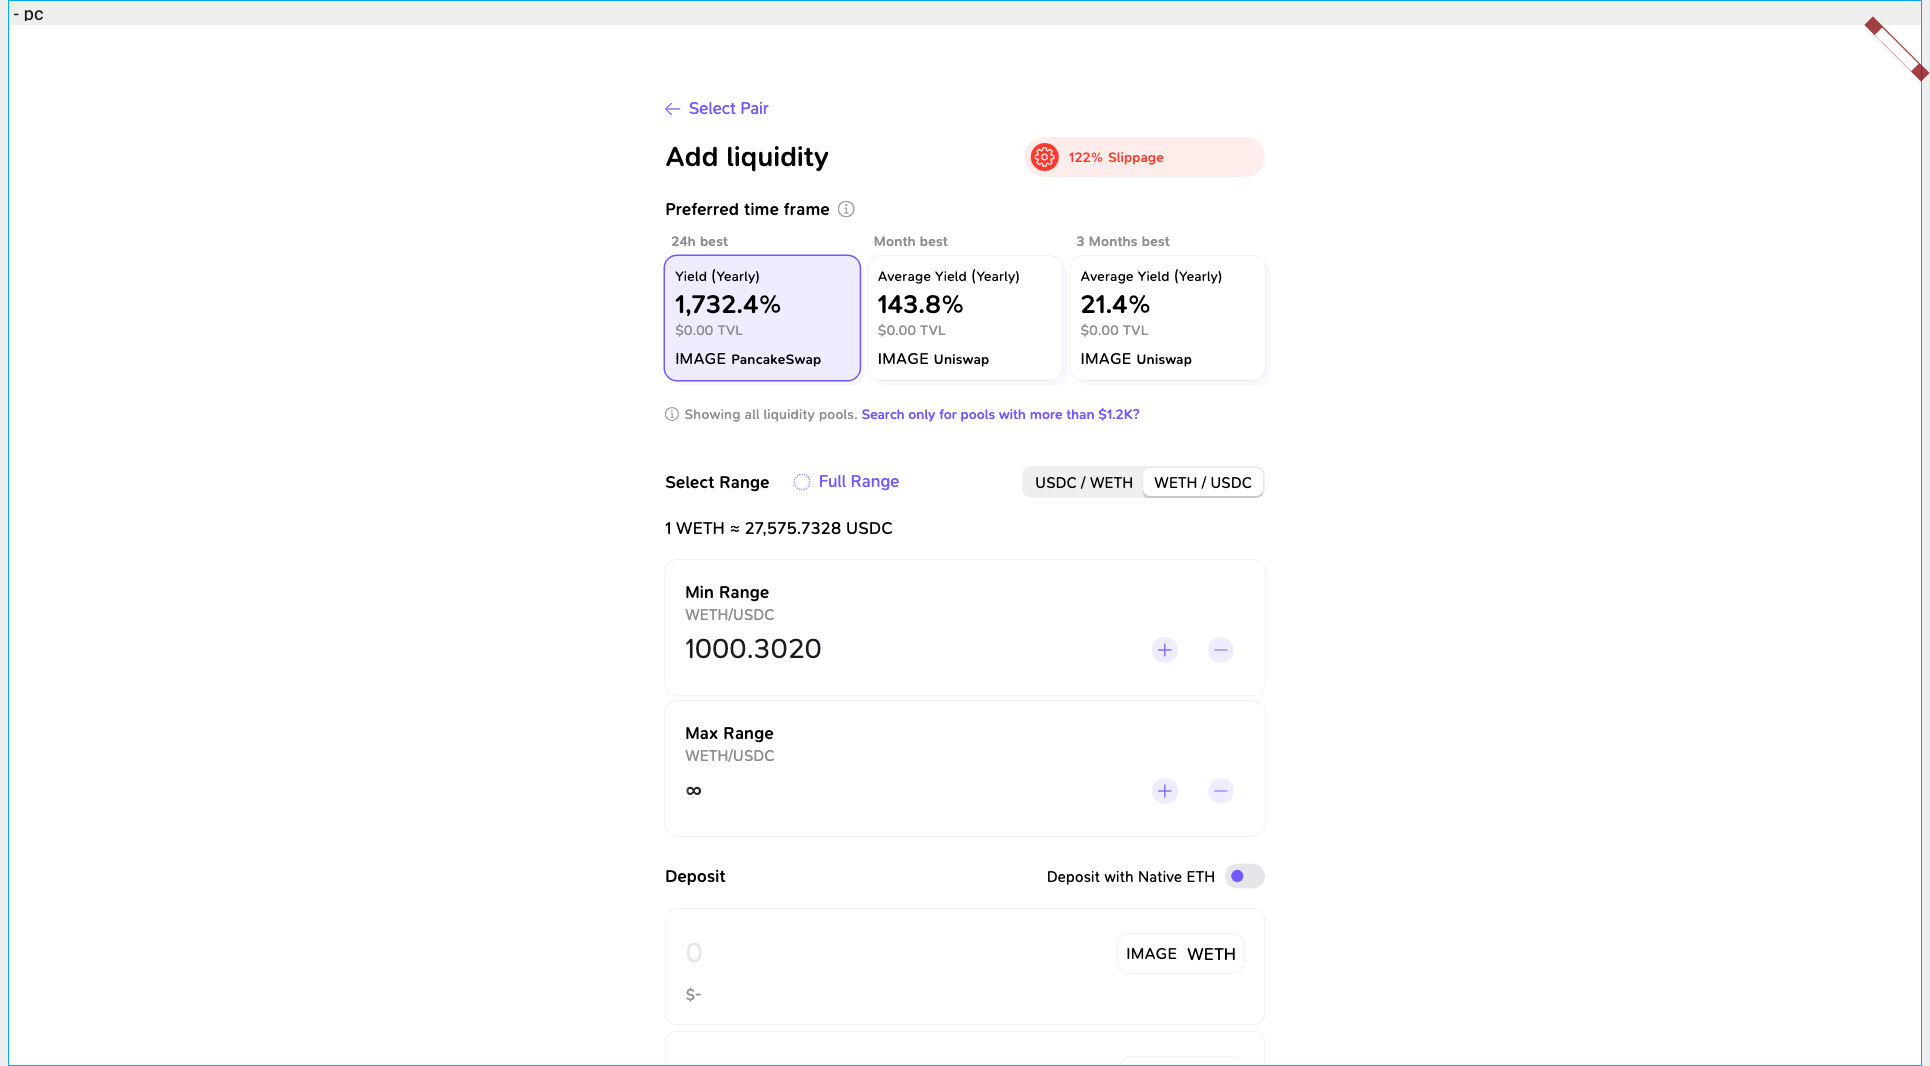 - pc
← Select Pair
Add liquidity
122% Slippage
Preferred time frame
24h best
Month best
3 Months best
Yield (Yearly)
1,732.4%
$0.00 TVL
IMAGE PancakeSwap
Average Yield (Yearly)
143.8%
$0.00 TVL
IMAGE Uniswap
Average Yield (Yearly)
21.4%
$0.00 TVL
IMAGE Uniswap
Showing all liquidity pools. Search only for pools with more than $1.2K?
Select Range
Full Range
USDC / WETH
WETH / USDC
1 WETH ≈ 27,575.7328 USDC
Min Range
WETH/USDC
1000.3020
Max Range
WETH/USDC
∞
Deposit
Deposit with Native ETH
0
IMAGE WETH
$-